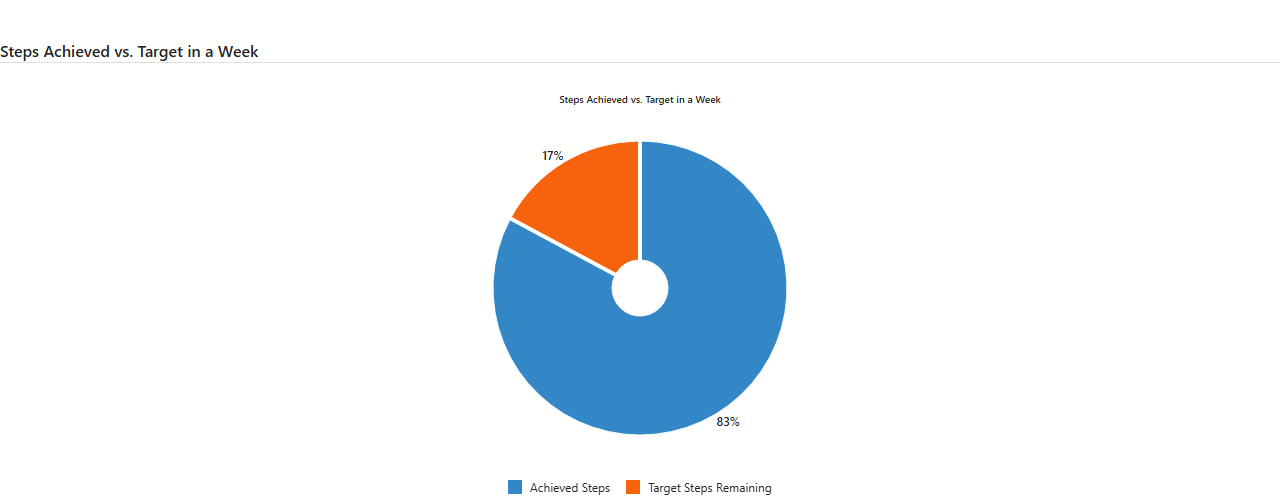 Steps Achieved vs. Target in a Week
Steps Achieved vs. Target in a Week
17%
83%
Achieved Steps
Target Steps Remaining